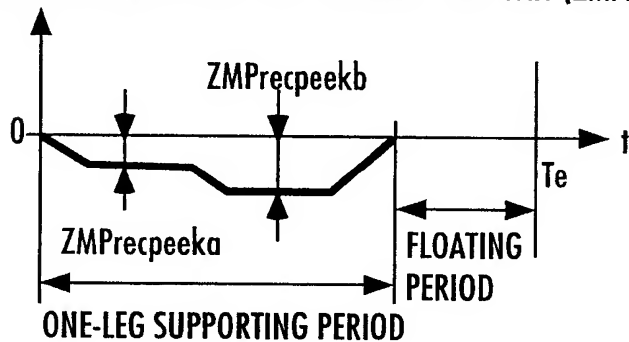 ZMPrecpeekb
0
t
Te
ZMPrecpeeka
FLOATING
PERIOD
ONE-LEG SUPPORTING PERIOD